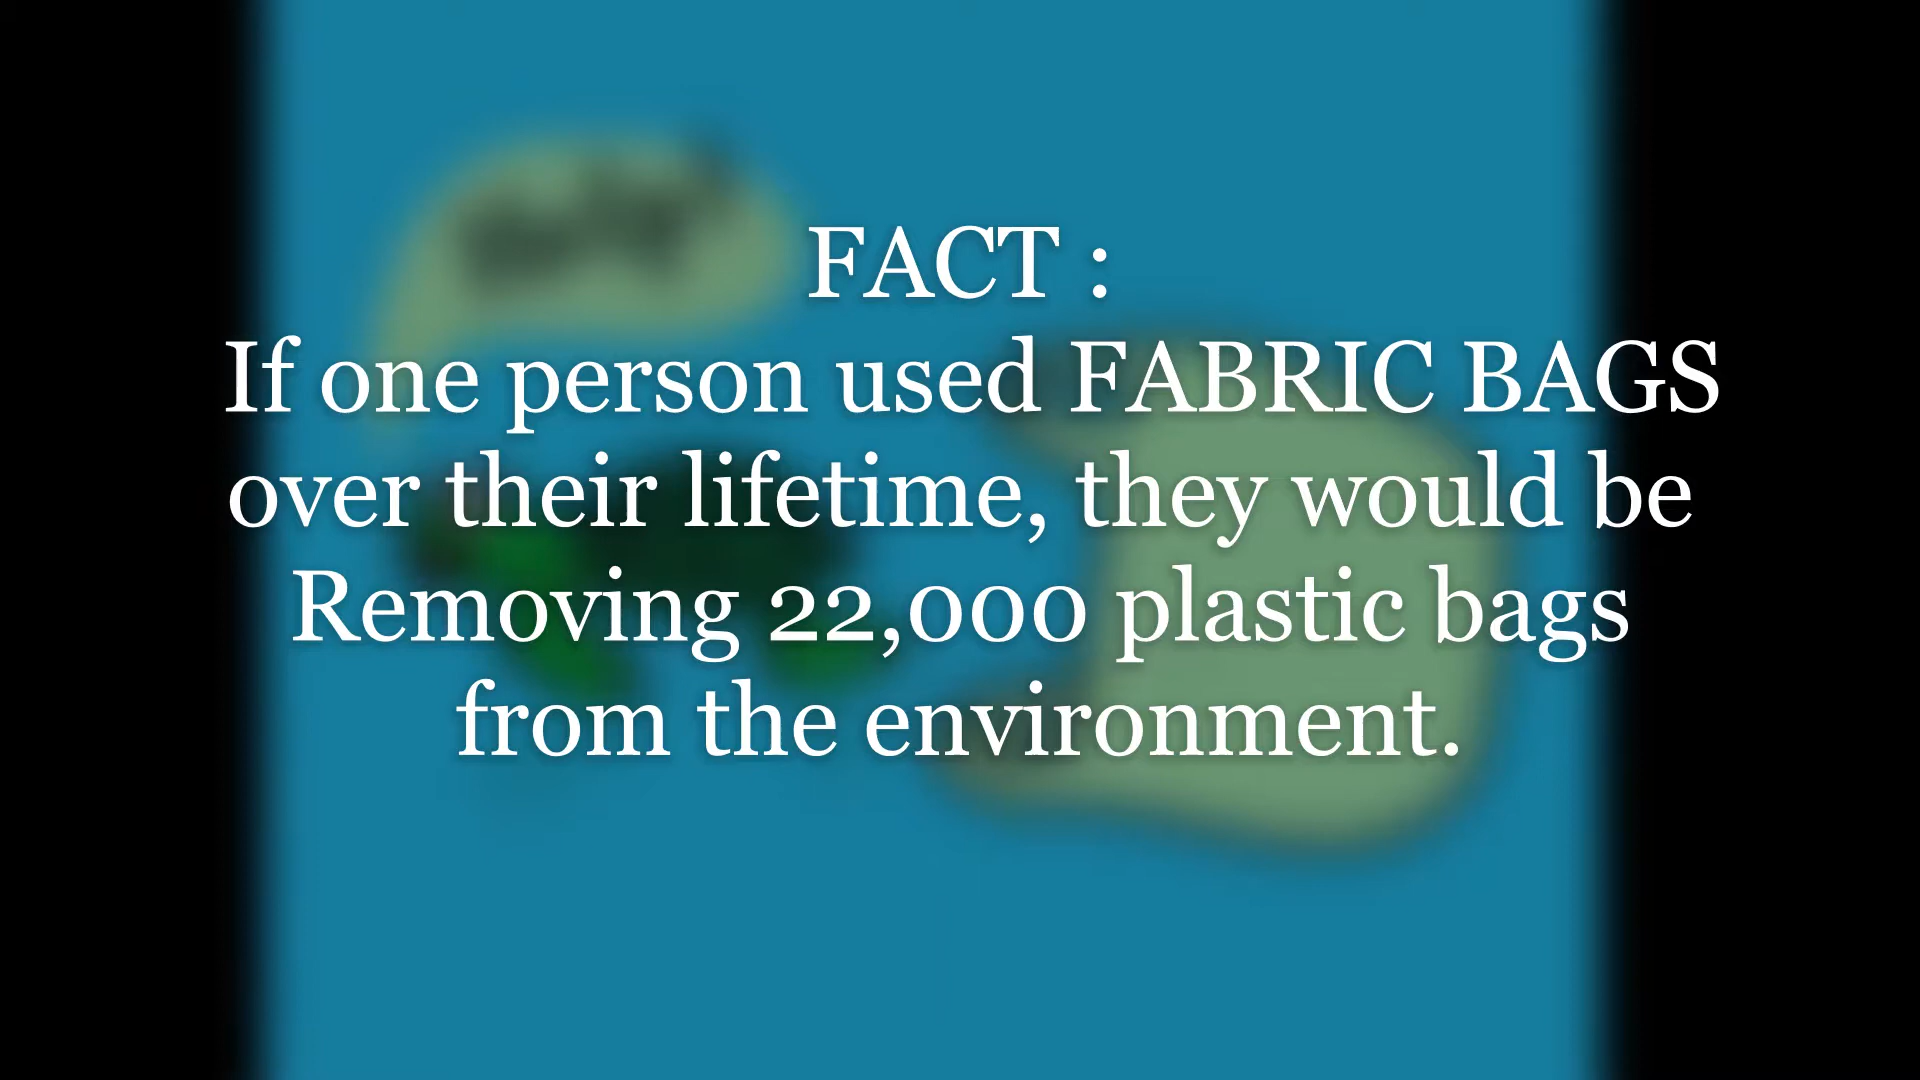 FACT :
If one person used FABRIC BAGS
over their lifetime, they would be
Removing 22,000 plastic bags
from the environment.